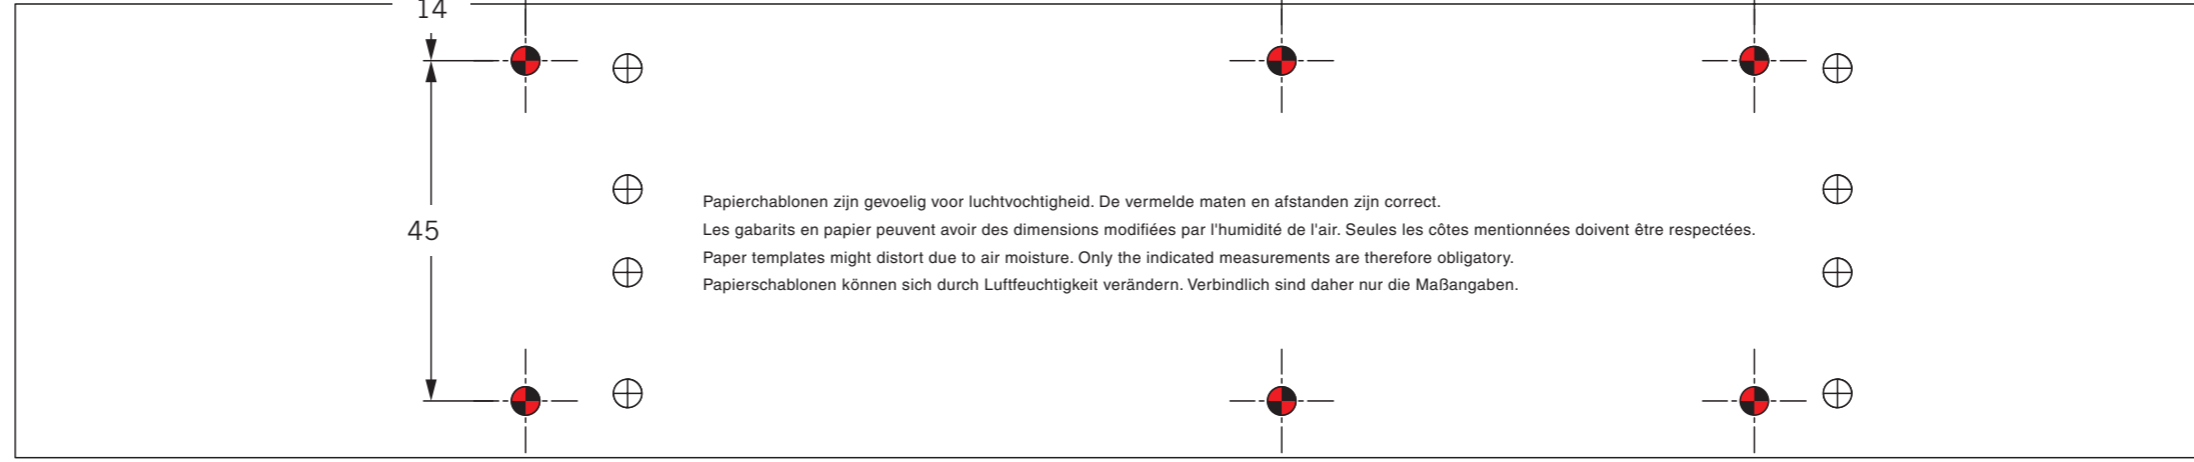 14
45
Papierchablonen zijn gevoelig voor luchtvochtigheid. De vermelde maten en afstanden zijn correct.
Les gabarits en papier peuvent avoir des dimensions modifiées par l'humidité de l'air. Seules les côtes mentionnées doivent être respectées.
Paper templates might distort due to air moisture. Only the indicated measurements are therefore obligatory.
Papierschablonen können sich durch Luftfeuchtigkeit verändern. Verbindlich sind daher nur die Maßangaben.